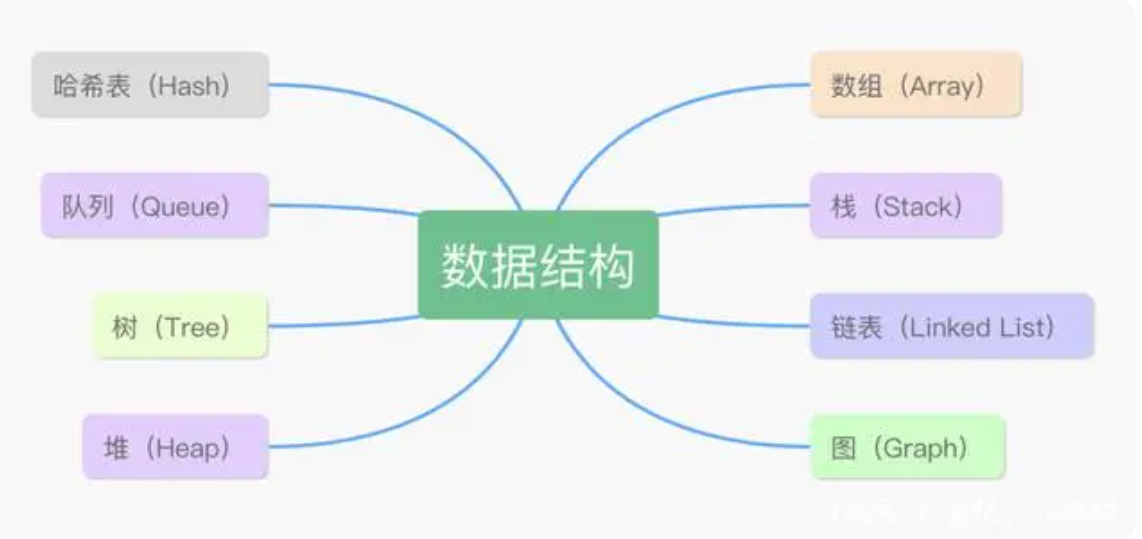 哈希表（Hash）
队列（Queue）
树（Tree）
堆（Heap）
数据结构
数组（Array）
栈（Stack）
链表（Linked List）
图（Graph）